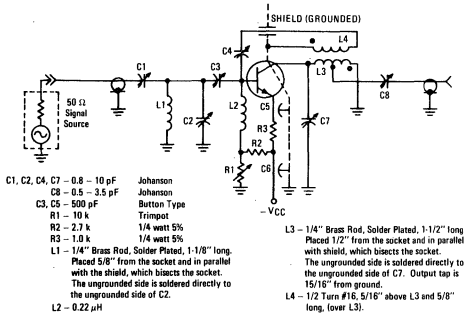 SHIELD (GROUNDED)
L4
C4
C1
C3
L3
C8
50 Ω
Signal
Source
L1
C2
L2
C5
R3
R2
C7
R1
C6
–VCC
C1, C2, C4, C7 – 0.8 – 10 pF Johanson
C8 – 0.5 – 3.5 pF Johanson
C3, C5 – 500 pF Button Type
R1 – 10 k Trimpot
R2 – 2.7 k 1/4 watt 5%
R3 – 1.0 k 1/4 watt 5%
L1 – 1/4" Brass Rod, Solder Plated, 1-1/8" long.
Placed 5/8" from the socket and in parallel
with the shield, which bisects the socket.
The ungrounded side is soldered directly to
the ungrounded side of C2.
L2 – 0.22 μH
L3 – 1/4" Brass Rod, Solder Plated, 1-1/2" long
Placed 1/2" from the socket and in parallel
with shield, which bisects the socket.
The ungrounded side is soldered directly to
the ungrounded side of C7. Output tap is
15/16" from ground.
L4 – 1/2 Turn #16, 5/16" above L3 and 5/8"
long, (over L3).